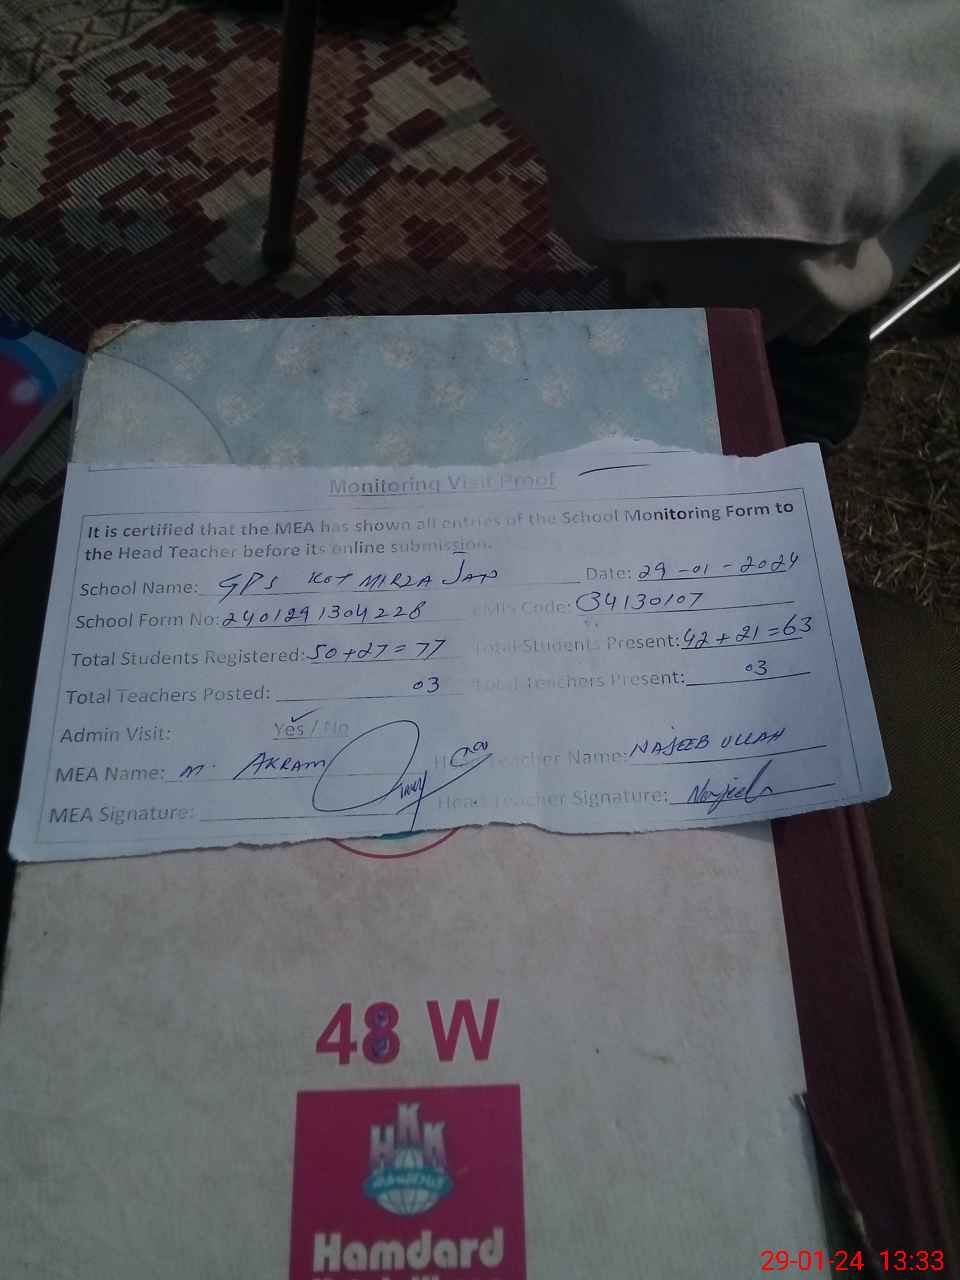 Monitoring Visit Proof
It is certified that the MEA has shown all entries of the School Monitoring Form to
the Head Teacher before its online submission.
School Name: GPS KOT MIRZA JAN Date: 29-01-2024
School Form No: 2401291304228 EMIS Code: 34130107
Total Students Registered: 50+27=77 Total Students Present: 42+21=63
Total Teachers Posted: 03 Total Teachers Present: 03
Admin Visit: Yes / No
MEA Name: M. AKRAM Head Teacher Name: NAJEEB ULLAH
MEA Signature: Head Teacher Signature: Najeeb
48 W
HKK
Hamdard
29-01-24 13:33